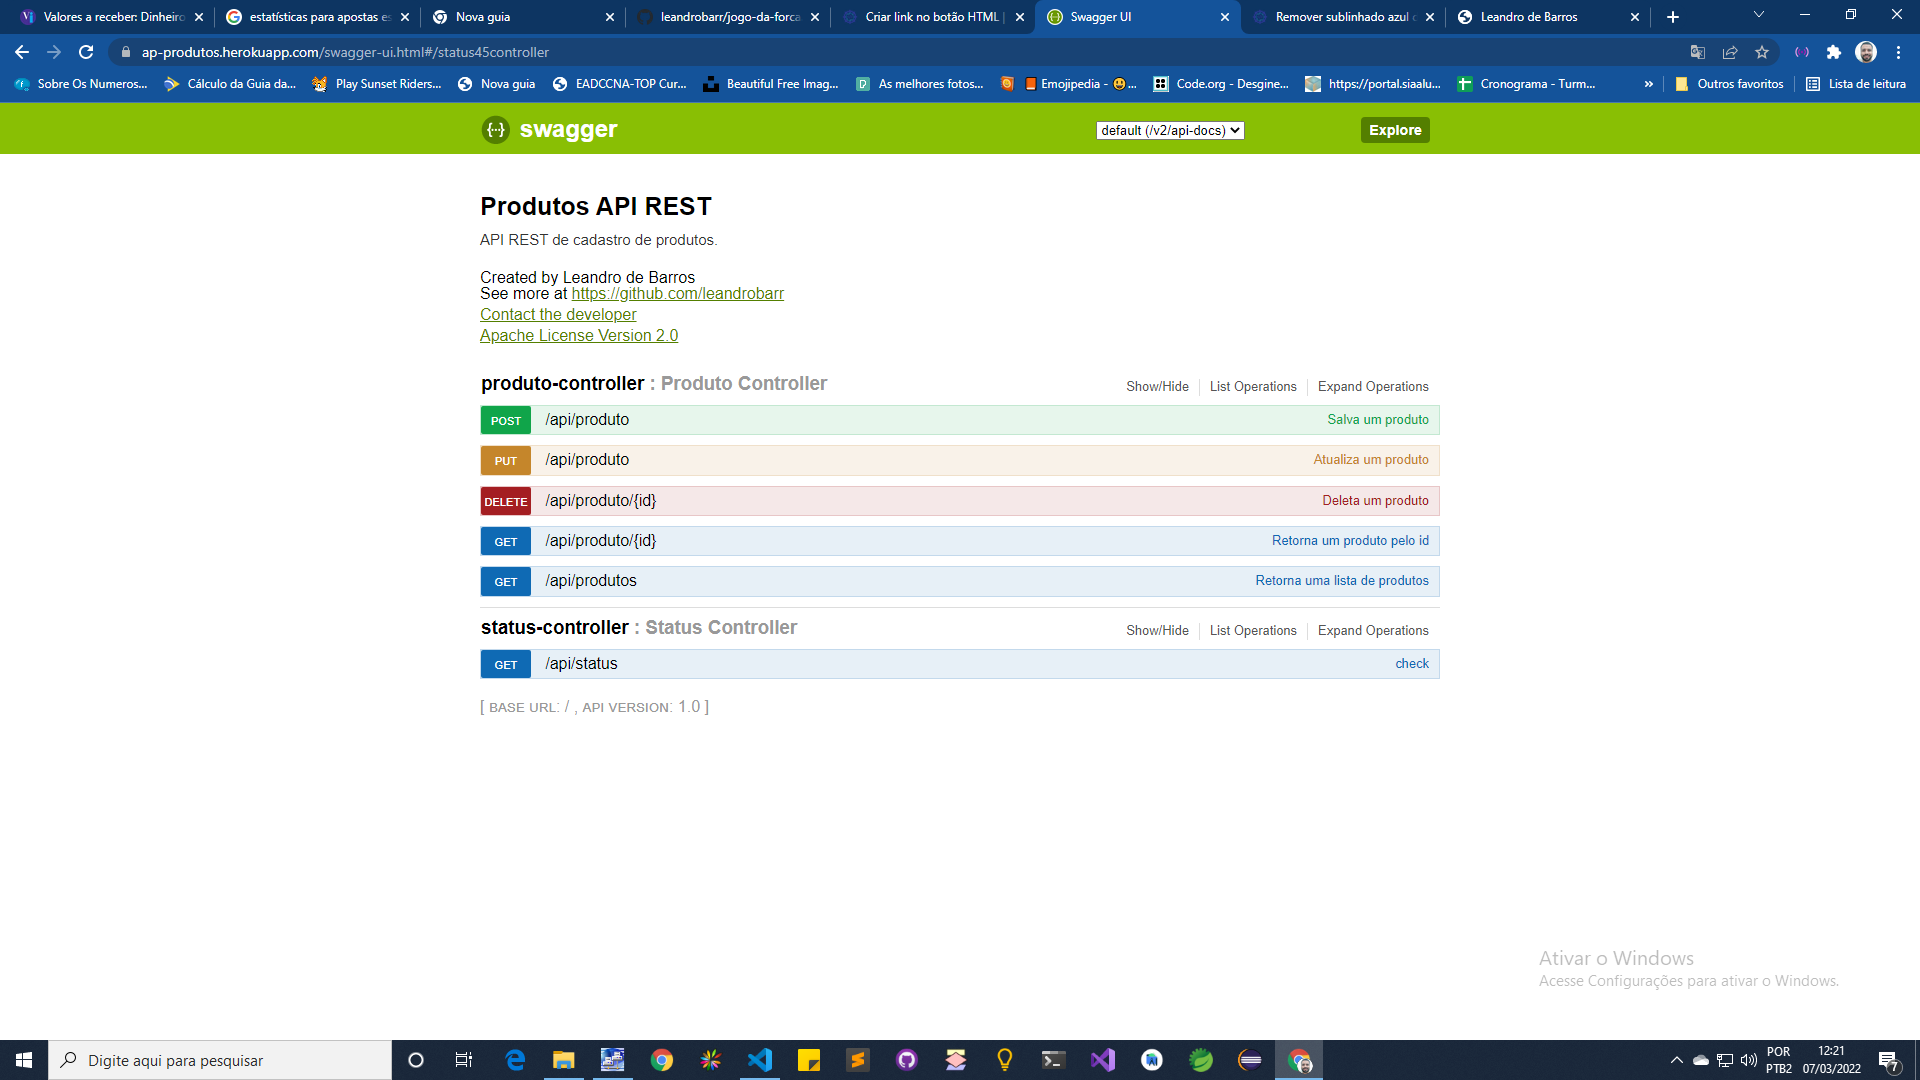 Valores a receber: Dinheiro
estatísticas para apostas es
Nova guia
leandrobarr/jogo-da-forca
Criar link no botão HTML |
Swagger UI
Remover sublinhado azul
Leandro de Barros
ap-produtos.herokuapp.com/swagger-ui.html#/status45controller
Sobre Os Numeros...
Cálculo da Guia da...
Play Sunset Riders...
Nova guia
EADCCNA-TOP Cur...
Beautiful Free Imag...
As melhores fotos...
Emojipedia - 😃...
Code.org - Desgine...
https://portal.siaalu...
Cronograma - Turm...
»
Outros favoritos
Lista de leitura
{··} swagger
default (/v2/api-docs)
Explore
Produtos API REST
API REST de cadastro de produtos.
Created by Leandro de Barros
See more at https://github.com/leandrobarr
Contact the developer
Apache License Version 2.0
produto-controller : Produto Controller
Show/Hide
List Operations
Expand Operations
POST /api/produto Salva um produto
PUT /api/produto Atualiza um produto
DELETE /api/produto/{id} Deleta um produto
GET /api/produto/{id} Retorna um produto pelo id
GET /api/produtos Retorna uma lista de produtos
status-controller : Status Controller
Show/Hide
List Operations
Expand Operations
GET /api/status check
[ BASE URL: / , API VERSION: 1.0 ]
Ativar o Windows
Acesse Configurações para ativar o Windows.
Digite aqui para pesquisar
POR
PTB2
12:21
07/03/2022
7